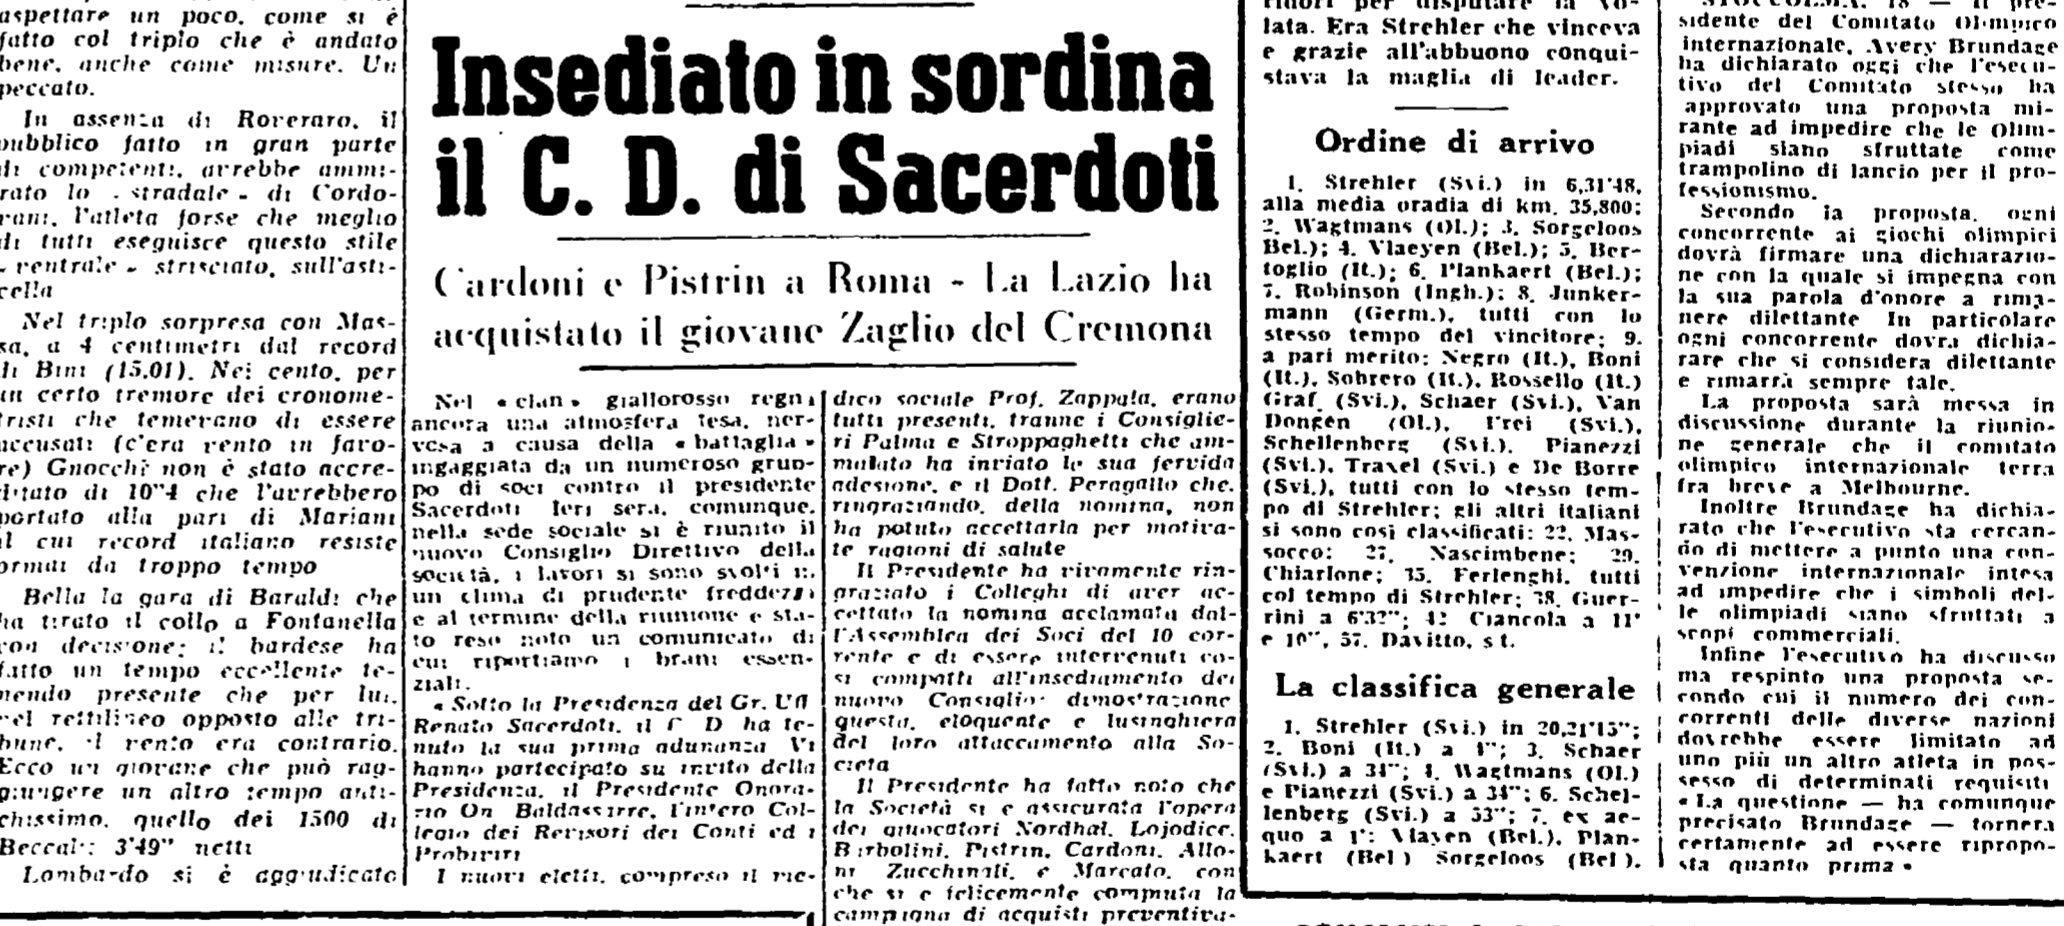 aspettare un poco, come si è
fatto col triplo che è andato
bene, anche come misure. Un
peccato.
In assenza di Roveraro, il
pubblico fatto in gran parte
di competenti, avrebbe ammi-
rato lo - stradale - di Cordo-
vani, l'atleta forse che meglio
di tutti eseguisce questo stile
- ventrale - strisciato, sull'asti-
cella
Nel triplo sorpresa con Mas-
sa, a 4 centimetri dal record
di Bini (15,01). Nei cento, per
un certo tremore dei cronome-
tristi che temevano di essere
accusati (c'era vento in favo-
re) Gnocchi non è stato accre-
ditato di 10"4 che l'avrebbero
portato alla pari di Mariani
il cui record italiano resiste
ormai da troppo tempo
Bella la gara di Baraldi che
ha tirato il collo a Fontanella
con decisione; il bardese ha
fatto un tempo eccellente te-
nendo presente che per lui,
nel rettilineo opposto alle tri-
bune, il vento era contrario.
Ecco un giovane che può rag-
giungere un altro tempo anti-
chissimo, quello dei 1500 di
Beccali: 3'49" netti
Lombardo si è aggiudicato
Insediato in sordina
il C. D. di Sacerdoti
Cardoni e Pistrin a Roma - La Lazio ha
acquistato il giovane Zaglio del Cremona
Nel « clan » giallorosso regna
ancora una atmosfera tesa, ner-
vosa a causa della « battaglia »
ingaggiata da un numeroso grup-
po di soci contro il presidente
Sacerdoti Ieri sera, comunque,
nella sede sociale si è riunito il
nuovo Consiglio Direttivo della
società, i lavori si sono svolti in
un clima di prudente freddezza
e al termine della riunione e sta-
to reso noto un comunicato di
cui riportiamo i brani essen-
ziali.
« Sotto la Presidenza del Gr. Uff
Renato Sacerdoti, il C D ha te-
nuto la sua prima adunanza Vi
hanno partecipato su invito della
Presidenza, il Presidente Onora-
rio On Baldassirre, l'intero Col-
legio dei Revisori dei Conti ed i
Probiviri
I nuovi eletti, compreso il me-
dico sociale Prof. Zappala, erano
tutti presenti, tranne i Consiglie-
ri Palma e Stroppaghetti che am-
malato ha inviato la sua fervida
adesione, e il Dott. Peragallo che,
ringraziando, della nomina, non
ha potuto accettarla per motiva-
te ragioni di salute
Il Presidente ha vivamente rin-
graziato i Colleghi di aver ac-
cettato la nomina acclamata dal-
l'Assemblea dei Soci del 10 cor-
rente e di essere intervenuti co-
si compatti all'insediamento del
nuovo Consiglio: dimostrazione
questa, eloquente e lusinghiera
del loro attaccamento alla So-
cieta
Il Presidente ha fatto noto che
la Società si e assicurata l'opera
dei giuocatori Nordhal, Lojodice,
Barbolini, Pistrin, Cardoni, Allo-
ni Zucchinali, e Marcato, con
che si e felicemente compiuta la
campagna di acquisti preventiva-
ridori per disputare la vo-
lata. Era Strehler che vinceva
e grazie all'abbuono conqui-
stava la maglia di leader.
Ordine di arrivo
1. Strehler (Svi.) in 6,31'48,
alla media oradia di km. 35,800;
2. Wagtmans (Ol.); 3. Sorgeloos
Bel.); 4. Vlaeyen (Bel.); 5. Ber-
toglio (It.); 6. Plankaert (Bel.);
7. Robinson (Ingh.); 8. Junker-
mann (Germ.), tutti con lo
stesso tempo del vincitore; 9.
a pari merito: Negro (It.), Boni
(It.), Sobrero (It.), Rossello (It.)
Graf (Svi.), Schaer (Svi.), Van
Dongen (Ol.), Frei (Svi.),
Schellenberg (Svi.). Pianezzi
(Svi.), Traxel (Svi.) e De Borre
(Svi.), tutti con lo stesso tem-
po di Strehler; gli altri italiani
si sono così classificati: 22. Mas-
socco; 27. Nascimbene; 29.
Chiarlone; 35. Ferlenghi, tutti
col tempo di Strehler; 38. Guer-
rini a 6'32"; 42 Ciancola a 11'
e 10", 57. Davitto, s t.
La classifica generale
1. Strehler (Svi.) in 20,21'15";
2. Boni (It.) a 4"; 3. Schaer
(Svi.) a 34"; 4. Wagtmans (Ol.)
e Pianezzi (Svi.) a 34"; 6. Schel-
lenberg (Svi.) a 53"; 7. ex ae-
quo a 1': Vlayen (Bel.), Plan-
kaert (Bel ) Sorgeloos (Bel ).
STOCCOLMA, 18 — Il pre-
sidente del Comitato Olimpico
internazionale, Avery Brundage
ha dichiarato oggi che l'esecu-
tivo del Comitato stesso ha
approvato una proposta mi-
rante ad impedire che le Olim-
piadi siano sfruttate come
trampolino di lancio per il pro-
fessionismo.
Secondo la proposta, ogni
concorrente ai giochi olimpici
dovrà firmare una dichiarazio-
ne con la quale si impegna con
la sua parola d'onore a rima-
nere dilettante In particolare
ogni concorrente dovra dichia-
rare che si considera dilettante
e rimarrà sempre tale.
La proposta sarà messa in
discussione durante la riunio-
ne generale che il comitato
olimpico internazionale terra
fra breve a Melbourne.
Inoltre Brundage ha dichia-
rato che l'esecutivo sta cercan-
do di mettere a punto una con-
venzione internazionale intesa
ad impedire che i simboli del-
le olimpiadi siano sfruttati a
scopi commerciali.
Infine l'esecutivo ha discusso
ma respinto una proposta se-
condo cui il numero dei con-
correnti delle diverse nazioni
dovrebbe essere limitato ad
uno più un altro atleta in pos-
sesso di determinati requisiti
« La questione — ha comunque
precisato Brundage — tornera
certamente ad essere ripropo-
sta quanto prima »